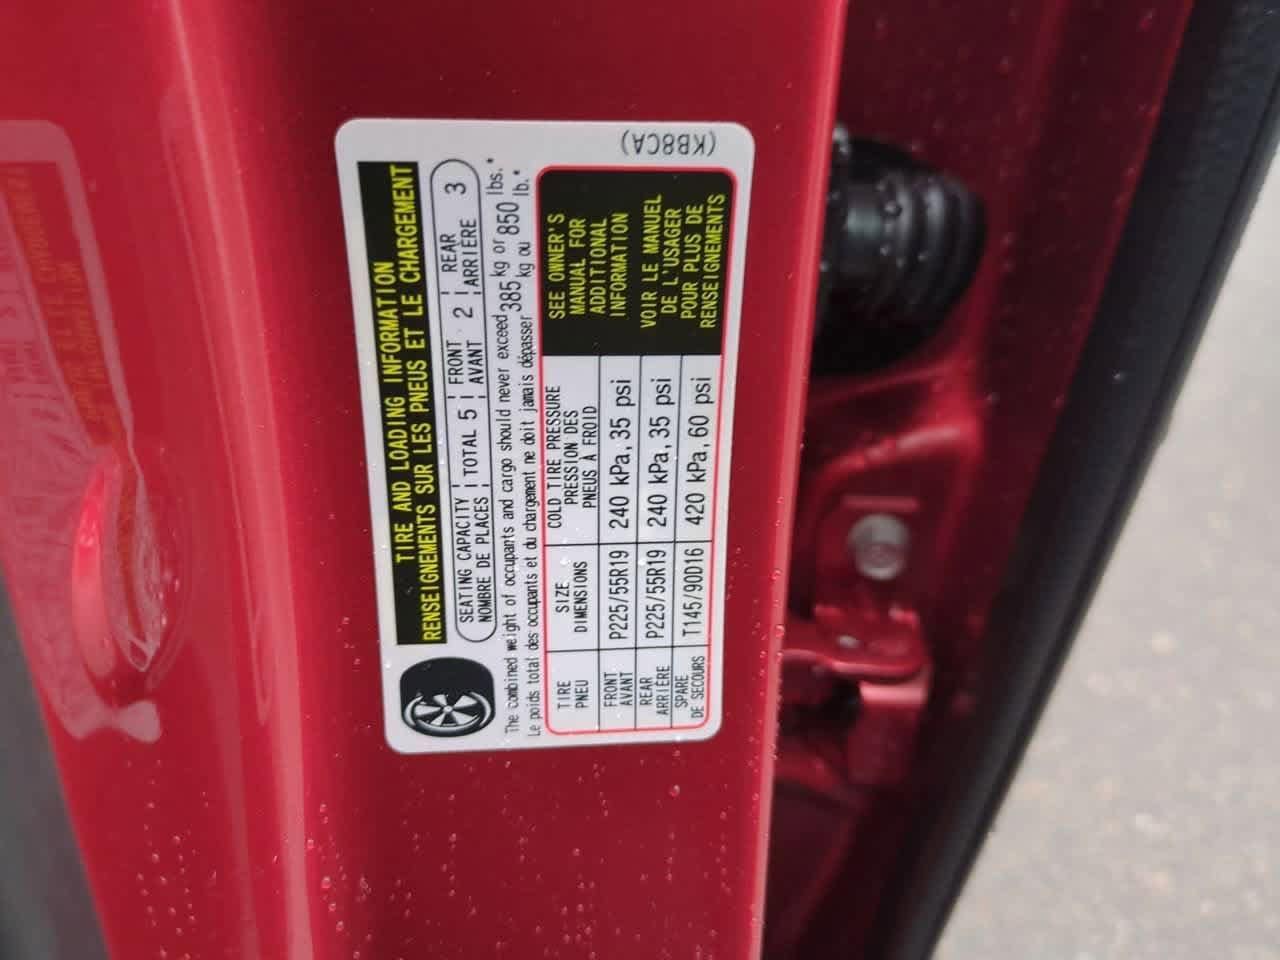 TIRE AND LOADING INFORMATION
RENSEIGNEMENTS SUR LES PNEUS ET LE CHARGEMENT
SEATING CAPACITY TOTAL 5 FRONT 2 REAR 3
NOMBRE DE PLACES AVANT ARRIÈRE
The combined weight of occupants and cargo should never exceed 385 kg or 850 lbs.*
Le poids total des occupants et du chargement ne doit jamais dépasser 385 kg ou 850 lb.*
TIRE
PNEU
SIZE
DIMENSIONS
COLD TIRE PRESSURE
PRESSION DES
PNEUS À FROID
FRONT
AVANT
P225/55R19
240 kPa, 35 psi
REAR
ARRIÈRE
P225/55R19
240 kPa, 35 psi
SPARE
DE SECOURS
T145/90D16
420 kPa, 60 psi
SEE OWNER'S
MANUAL FOR
ADDITIONAL
INFORMATION
VOIR LE MANUEL
DE L'USAGER
POUR PLUS DE
RENSEIGNEMENTS
(KB8CA)